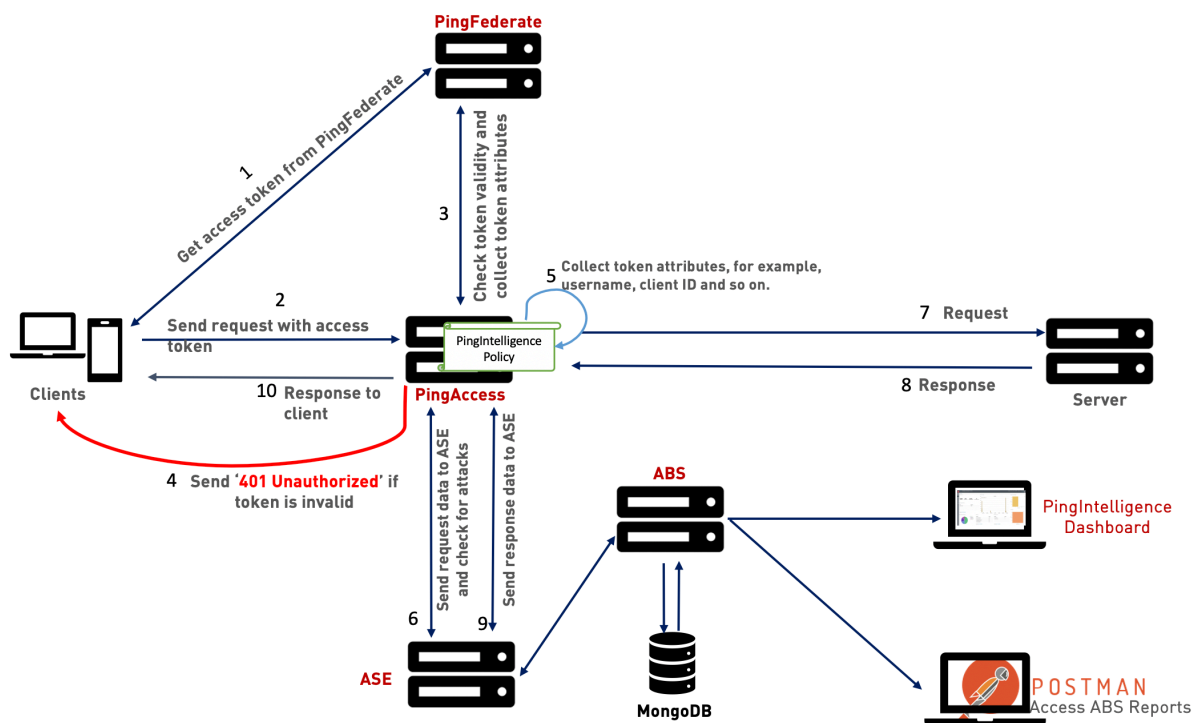 PingFederate
1
Get access token from PingFederate
3
Check token validity and
collect token attributes
5
Collect token attributes, for example,
username, client ID and so on.
2
Send request with access
token
PingIntelligence
Policy
7 Request
8 Response
Server
Clients
10 Response to
client
PingAccess
4 Send ‘401 Unauthorized’ if
token is invalid
Send request data to ASE
and check for attacks
Send response data to ASE
6
9
ASE
ABS
MongoDB
PingIntelligence
Dashboard
POSTMAN
Access ABS Reports